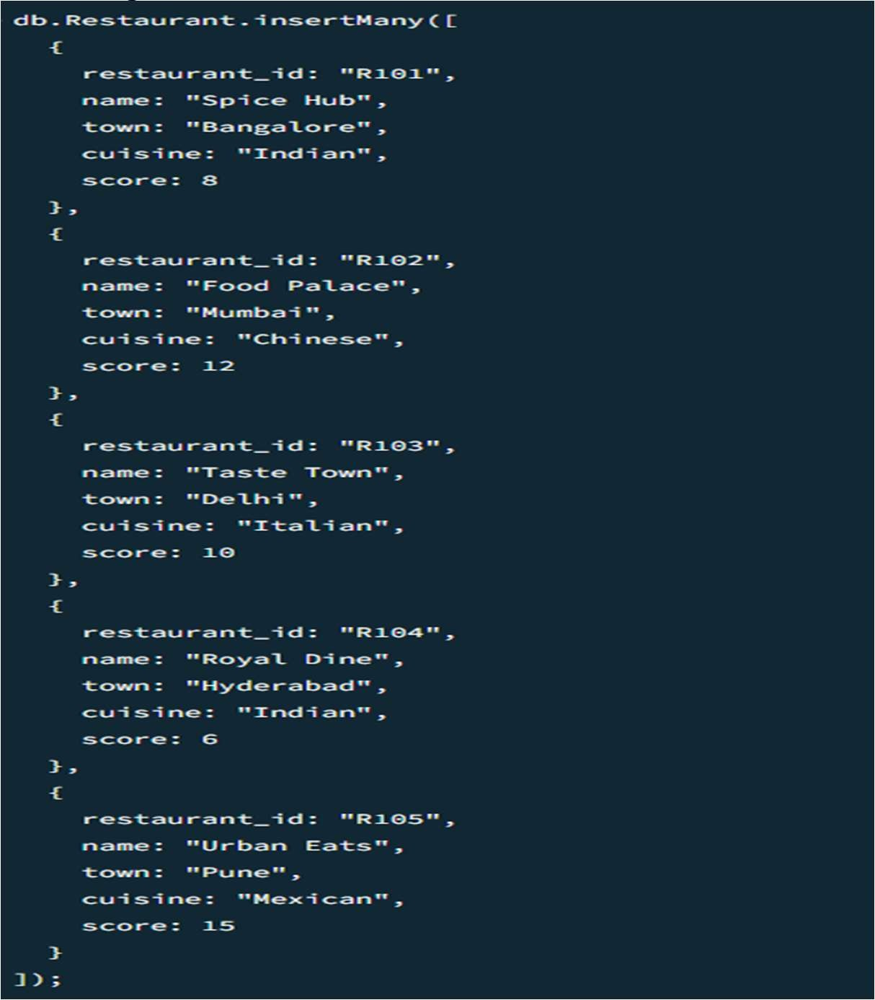 db.Restaurant.insertMany([
{
restaurant_id: "R101",
name: "Spice Hub",
town: "Bangalore",
cuisine: "Indian",
score: 8
},
{
restaurant_id: "R102",
name: "Food Palace",
town: "Mumbai",
cuisine: "Chinese",
score: 12
},
{
restaurant_id: "R103",
name: "Taste Town",
town: "Delhi",
cuisine: "Italian",
score: 10
},
{
restaurant_id: "R104",
name: "Royal Dine",
town: "Hyderabad",
cuisine: "Indian",
score: 6
},
{
restaurant_id: "R105",
name: "Urban Eats",
town: "Pune",
cuisine: "Mexican",
score: 15
}
]);